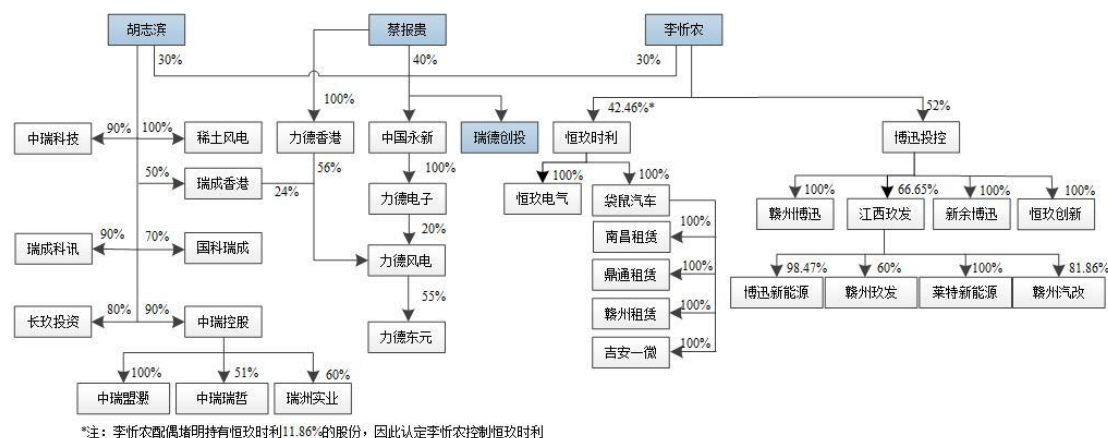 胡志滨 蔡报贵 李忻农
30% 40% 30%
100% 42.46%* 52%
中瑞科技 90% 100% 稀土风电 力德香港 中国永新 瑞德创投 恒玖时利 博迅投控
50% 瑞成香港 24% 56% 100% 100% 100% 100% 66.65% 100% 100%
力德电子 恒玖电气 袋鼠汽车 赣州博迅 江西玖发 新余博迅 恒玖创新
瑞成科讯 90% 70% 国科瑞成 20% 力德风电 100% 南昌租赁
100% 鼎通租赁 98.47% 60% 100% 81.86%
博迅新能源 赣州玖发 莱特新能源 赣州汽改
长玖投资 80% 90% 中瑞控股 55% 100% 赣州租赁
力德东元 100% 吉安一微
100% 51% 60%
中瑞盟灏 中瑞瑞哲 瑞洲实业
*注：李忻农配偶堵明持有恒玖时利11.86%的股份，因此认定李忻农控制恒玖时利